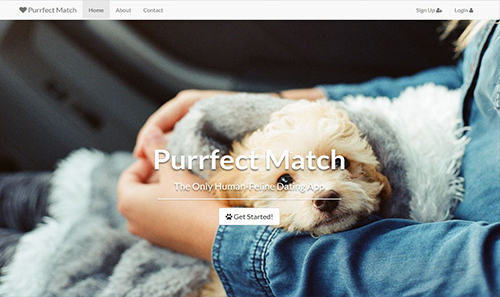 Purrfect Match Home About Contact Sign Up Login
Purrfect Match
The Only Human-Feline Dating App
Get Started!